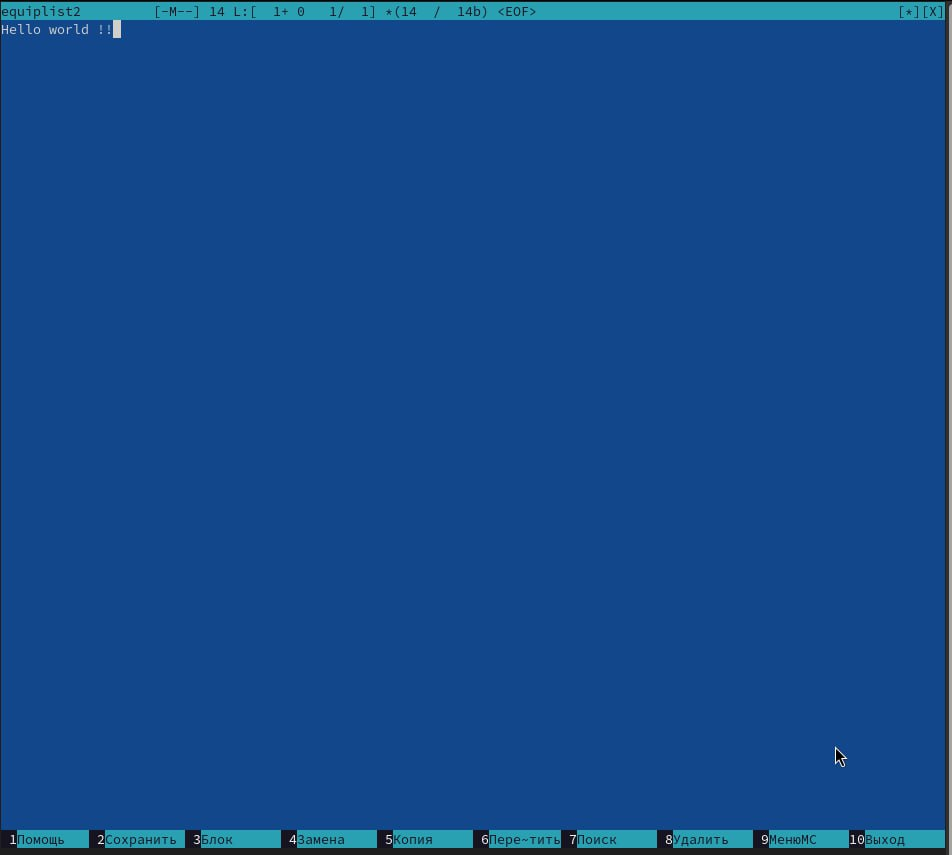 equiplist2 [-M--] 14 L:[ 1+ 0 1/ 1] *(14 / 14b) <EOF> [*][X]
Hello world !!
1Помощь 2Сохранить 3Блок 4Замена 5Копия 6Пере~тить 7Поиск 8Удалить 9МенюMC 10Выход